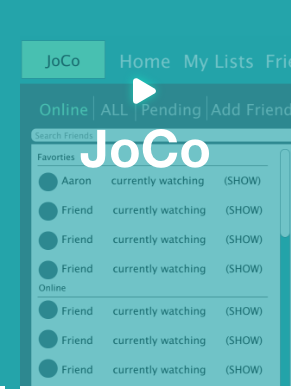 JoCo Home My Lists Frie
Online ALL Pending Add Friend
Search Friends
JoCo
Favorties
Aaron currently watching (SHOW)
Friend currently watching (SHOW)
Friend currently watching (SHOW)
Friend currently watching (SHOW)
Online
Friend currently watching (SHOW)
Friend currently watching (SHOW)
Friend currently watching (SHOW)